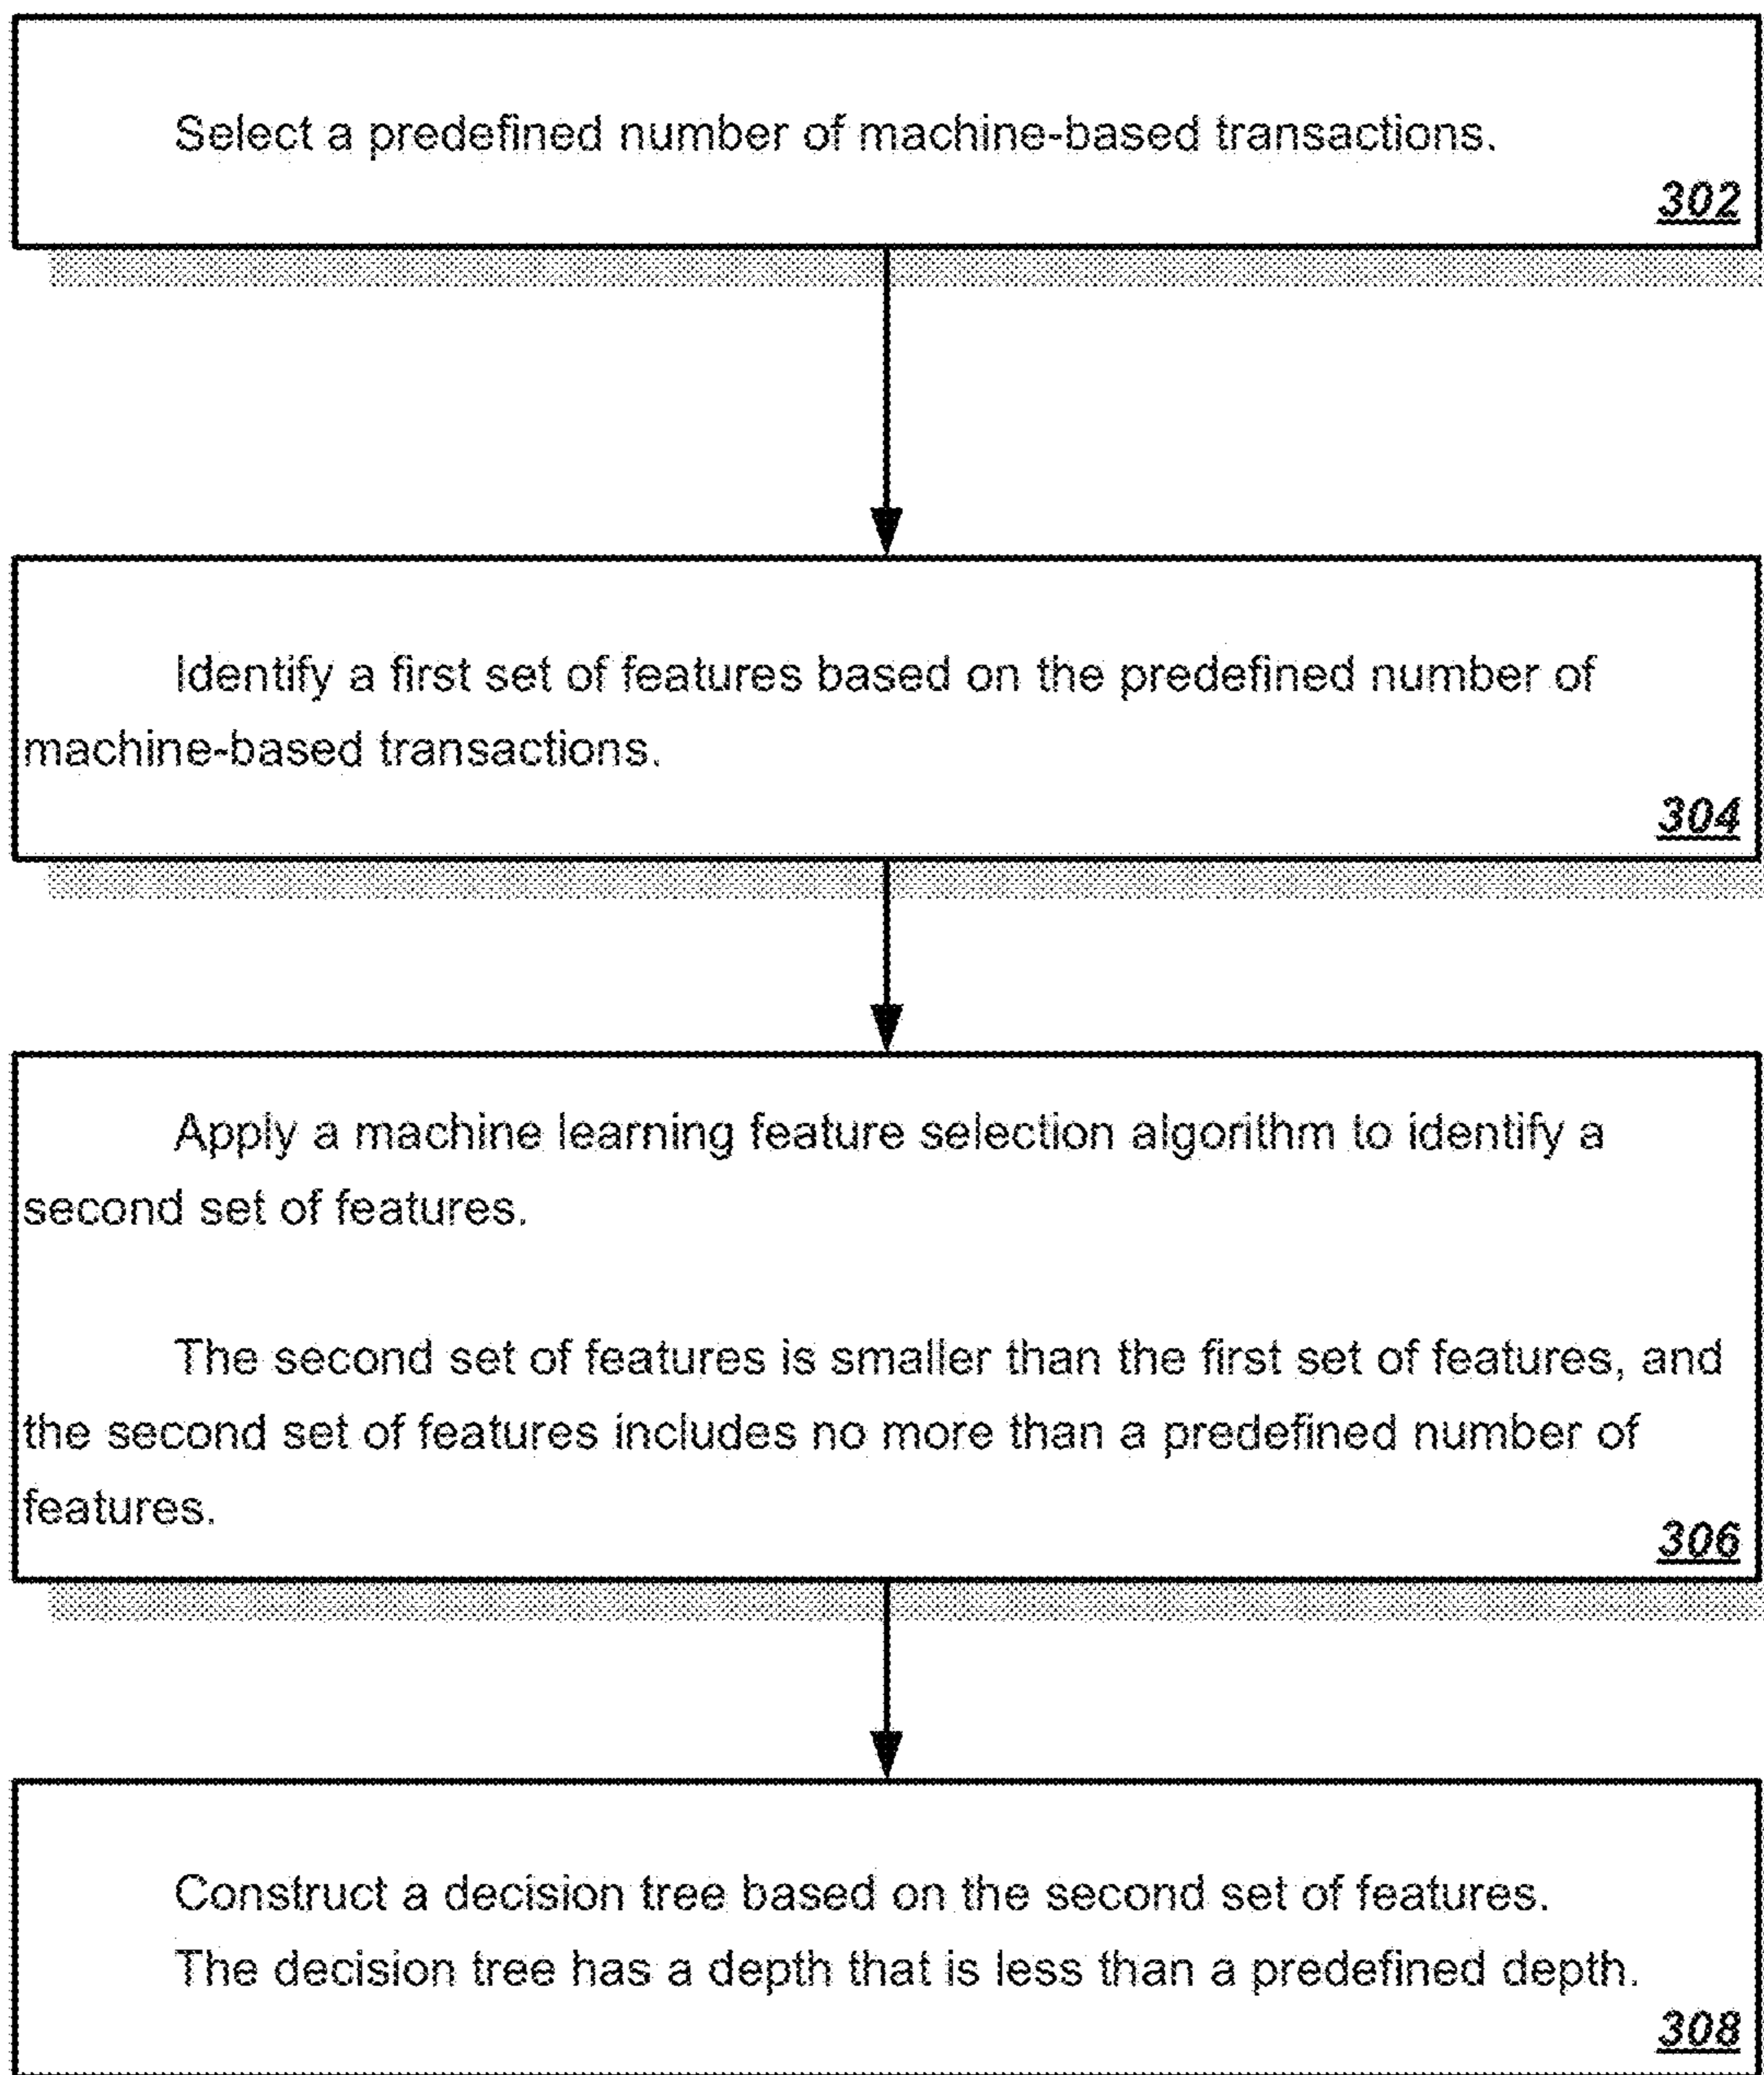 Select a predefined number of machine-based transactions.
302
Identify a first set of features based on the predefined number of
machine-based transactions.
304
Apply a machine learning feature selection algorithm to identify a
second set of features.
The second set of features is smaller than the first set of features, and
the second set of features includes no more than a predefined number of
features.
306
Construct a decision tree based on the second set of features.
The decision tree has a depth that is less than a predefined depth.
308